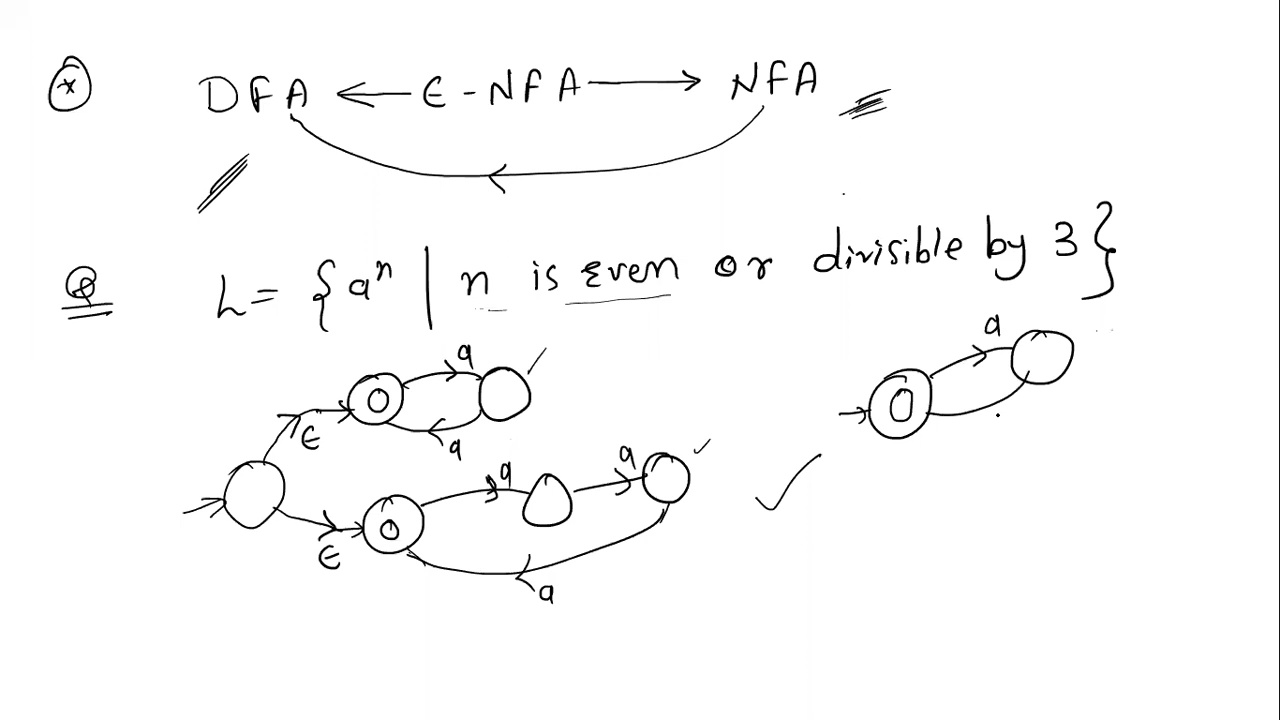 * DFA ← ϵ - NFA → NFA
Q L = { aⁿ | n is even or divisible by 3 }
a
a
ϵ
a
a
a
ϵ
a